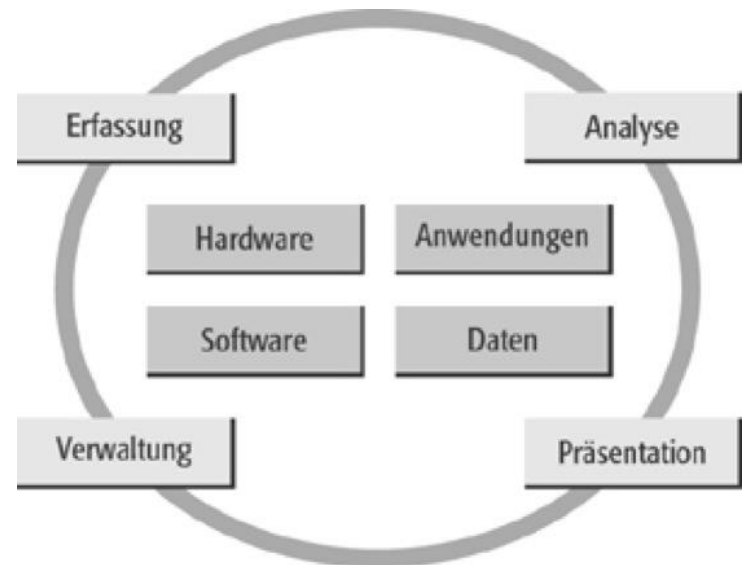 Erfassung
Analyse
Hardware
Anwendungen
Software
Daten
Verwaltung
Präsentation